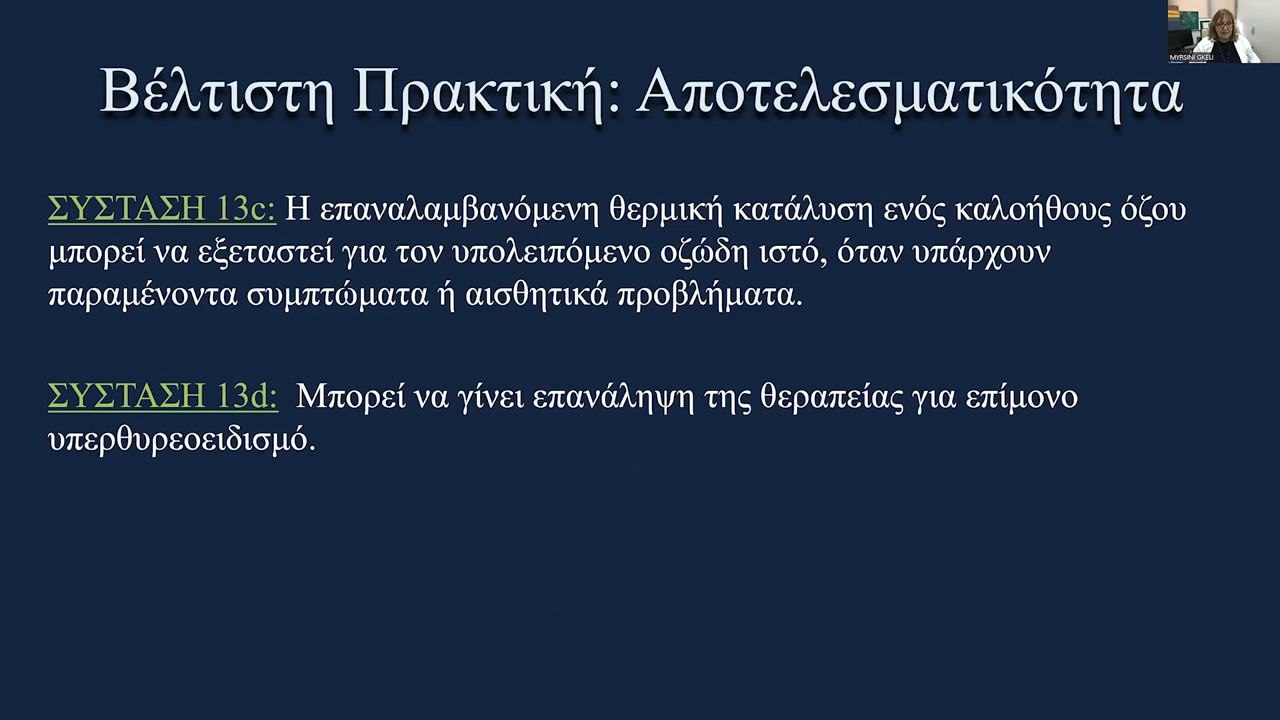 Βέλτιστη Πρακτική: Αποτελεσματικότητα
ΣΥΣΤΑΣΗ 13c: Η επαναλαμβανόμενη θερμική κατάλυση ενός καλοήθους όζου
μπορεί να εξεταστεί για τον υπολειπόμενο οζώδη ιστό, όταν υπάρχουν
παραμένοντα συμπτώματα ή αισθητικά προβλήματα.
ΣΥΣΤΑΣΗ 13d: Μπορεί να γίνει επανάληψη της θεραπείας για επίμονο
υπερθυρεοειδισμό.
MYRSINI GKELI